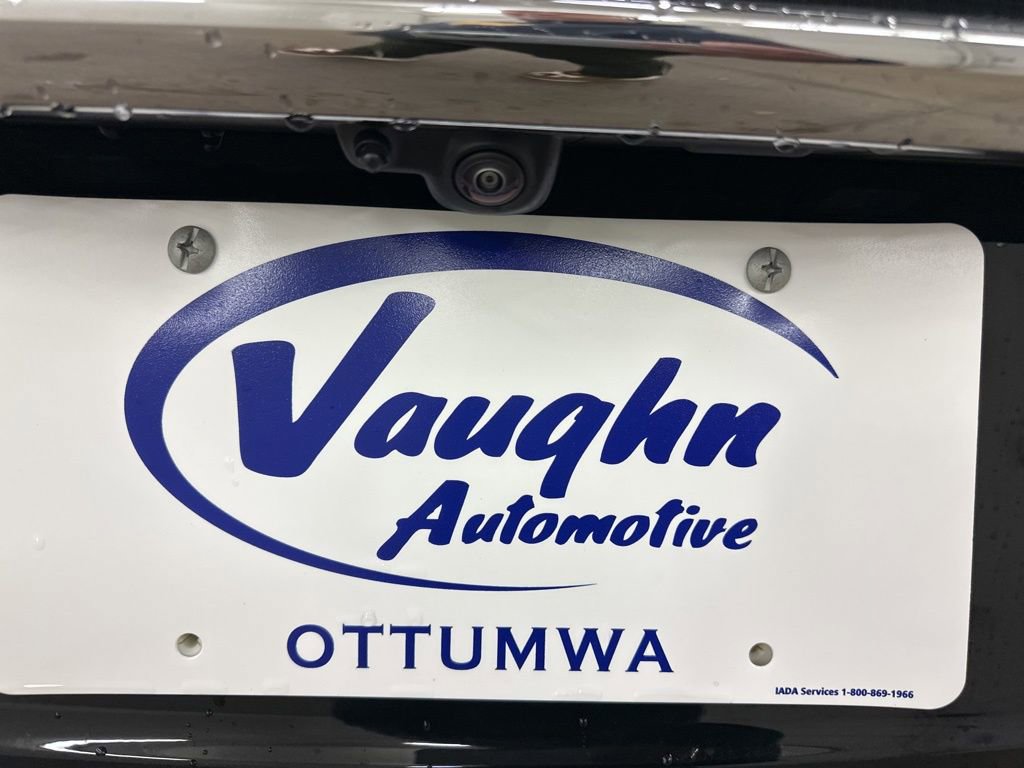 Vaughn
Automotive
OTTUMWA
IADA Services 1-800-869-1966